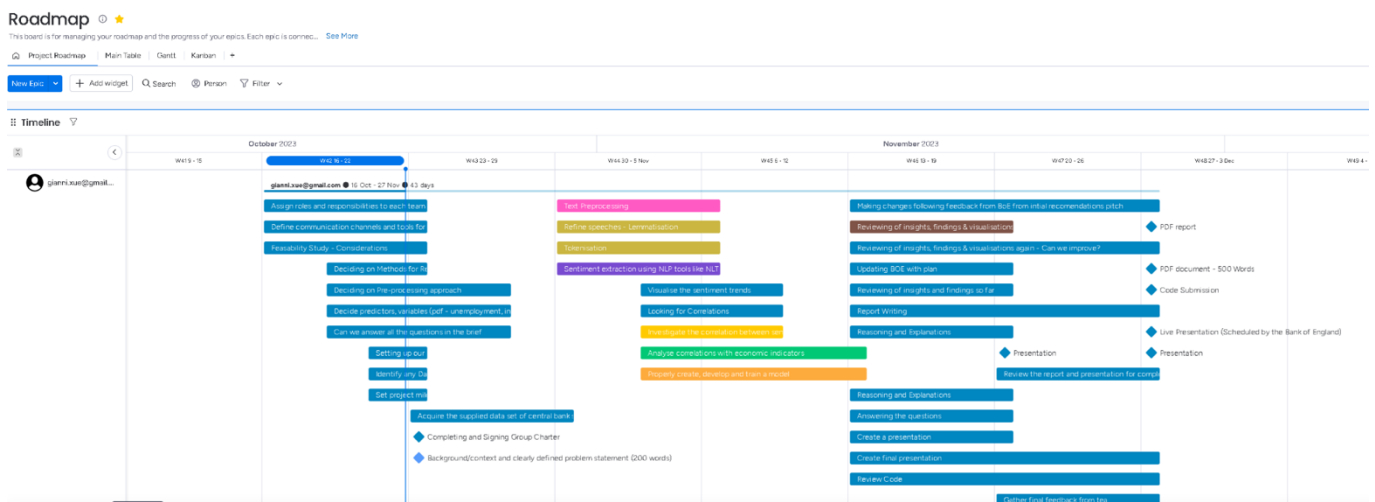 Roadmap
This board is for managing your roadmap and the progress of your epics. Each epic is connec... See More
Project Roadmap Main Table Gantt Kanban +
New Epic + Add widget Search Person Filter
Timeline
October 2023 November 2023
W41 9 - 15 W42 16 - 22 W43 23 - 29 W44 30 - 5 Nov W45 6 - 12 W46 13 - 19 W47 20 - 26 W48 27 - 3 Dec W49 4 -
gianni.xue@gmail.... gianni.xue@gmail.com 16 Oct - 27 Nov 43 days
Assign roles and responsibilities to each team Text Preprocessing Making changes following feedback from BoE from intial recomendations pitch
Define communication channels and tools for Refine speeches - Lemmatisation Reviewing of insights, findings & visualisations PDF report
Feasability Study - Considerations Tokenisation Reviewing of insights, findings & visualisations again - Can we improve?
Deciding on Methods for Re Sentiment extraction using NLP tools like NLT Updating BOE with plan PDF document - 500 Words
Deciding on Pre-processing approach Visualise the sentiment trends Reviewing of insights and findings so far Code Submission
Decide predictors, variables (pdf - unemployment, in Looking for Correlations Report Writing
Can we answer all the questions in the brief Investigate the correlation between sen Reasoning and Explanations Live Presentation (Scheduled by the Bank of England)
Setting up our Analyse correlations with economic indicators Presentation Presentation
Identify any Da Properly create, develop and train a model Review the report and presentation for compli
Set project mile Reasoning and Explanations
Acquire the supplied data set of central bank Answering the questions
Completing and Signing Group Charter Create a presentation
Background/context and clearly defined problem statement (200 words) Create final presentation
Review Code
Gather final feedback from tea